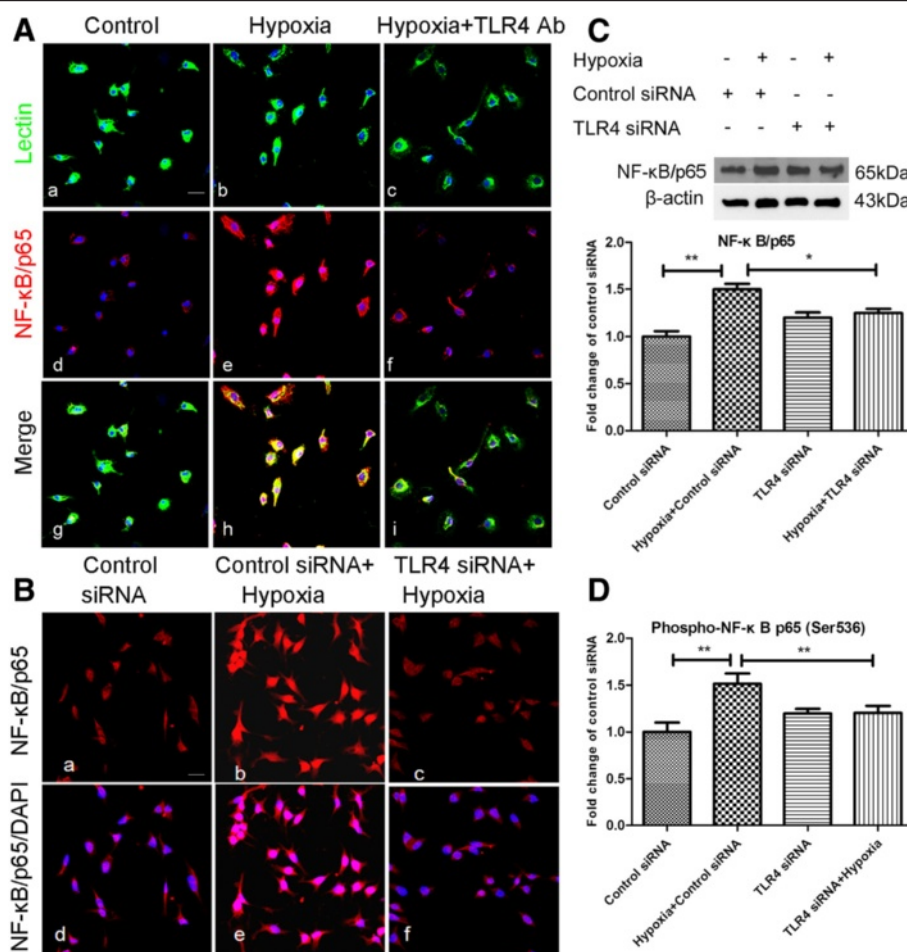 A
Control
Hypoxia
Hypoxia+TLR4 Ab
Lectin
a
b
c
NF-κB/p65
d
e
f
Merge
g
h
i
B
Control
siRNA
Control siRNA+
Hypoxia
TLR4 siRNA+
Hypoxia
NF-κB/p65
a
b
c
NF-κB/p65/DAPI
d
e
f
C
Hypoxia - + - +
Control siRNA + + - -
TLR4 siRNA - - + +
NF-κB/p65 65kDa
β-actin 43kDa
NF-κ B/p65
Fold change of control siRNA
2.0
1.5
1.0
0.5
0.0
**
*
Control siRNA
Hypoxia+Control siRNA
TLR4 siRNA
Hypoxia+TLR4 siRNA
D
Phospho-NF-κ B p65 (Ser536)
Fold change of control siRNA
2.0
1.5
1.0
0.5
0.0
**
**
Control siRNA
Hypoxia+Control siRNA
TLR4 siRNA
TLR4 siRNA+Hypoxia